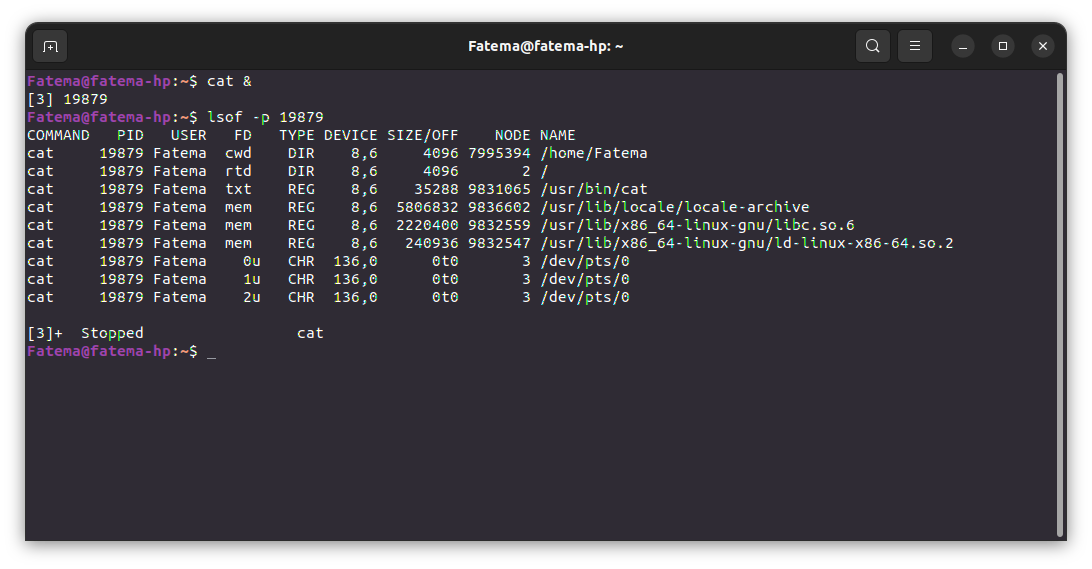 Fatema@fatema-hp: ~
Fatema@fatema-hp:~$ cat &
[3] 19879
Fatema@fatema-hp:~$ lsof -p 19879
COMMAND   PID   USER   FD   TYPE DEVICE SIZE/OFF    NODE NAME
cat     19879 Fatema  cwd    DIR    8,6     4096 7995394 /home/Fatema
cat     19879 Fatema  rtd    DIR    8,6     4096       2 /
cat     19879 Fatema  txt    REG    8,6    35288 9831065 /usr/bin/cat
cat     19879 Fatema  mem    REG    8,6  5806832 9836602 /usr/lib/locale/locale-archive
cat     19879 Fatema  mem    REG    8,6  2220400 9832559 /usr/lib/x86_64-linux-gnu/libc.so.6
cat     19879 Fatema  mem    REG    8,6   240936 9832547 /usr/lib/x86_64-linux-gnu/ld-linux-x86-64.so.2
cat     19879 Fatema    0u   CHR  136,0      0t0       3 /dev/pts/0
cat     19879 Fatema    1u   CHR  136,0      0t0       3 /dev/pts/0
cat     19879 Fatema    2u   CHR  136,0      0t0       3 /dev/pts/0
[3]+  Stopped                 cat
Fatema@fatema-hp:~$ _